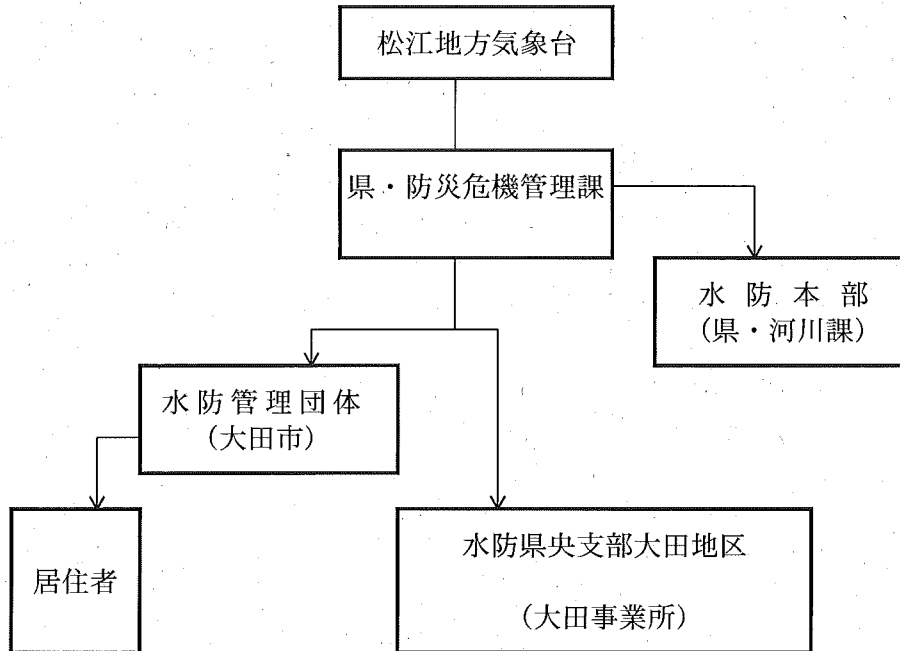 松江地方気象台
県・防災危機管理課
水防本部
(県・河川課)
水防管理団体
(大田市)
居住者
水防県央支部大田地区
(大田事業所)